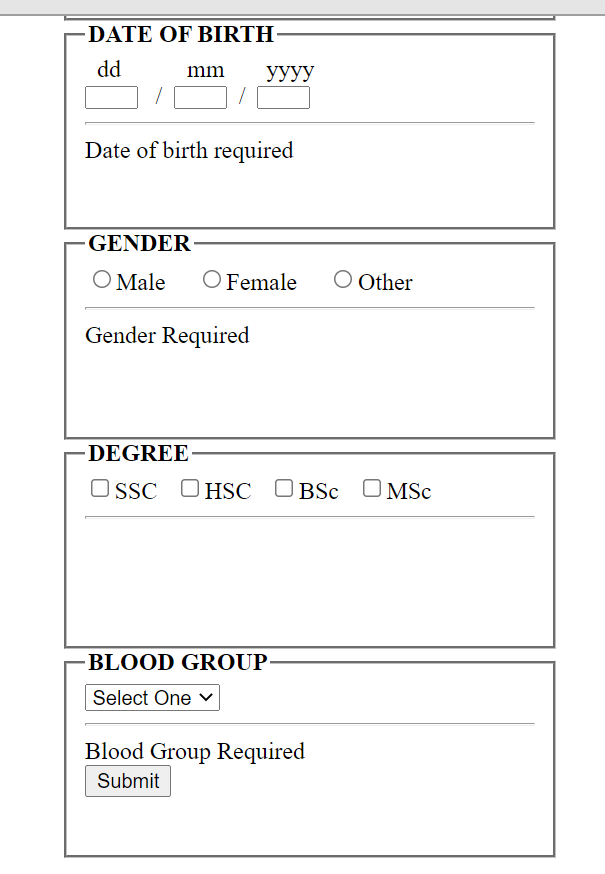 DATE OF BIRTH
dd mm yyyy
/ /
Date of birth required
GENDER
Male Female Other
Gender Required
DEGREE
SSC HSC BSc MSc
BLOOD GROUP
Select One
Blood Group Required
Submit